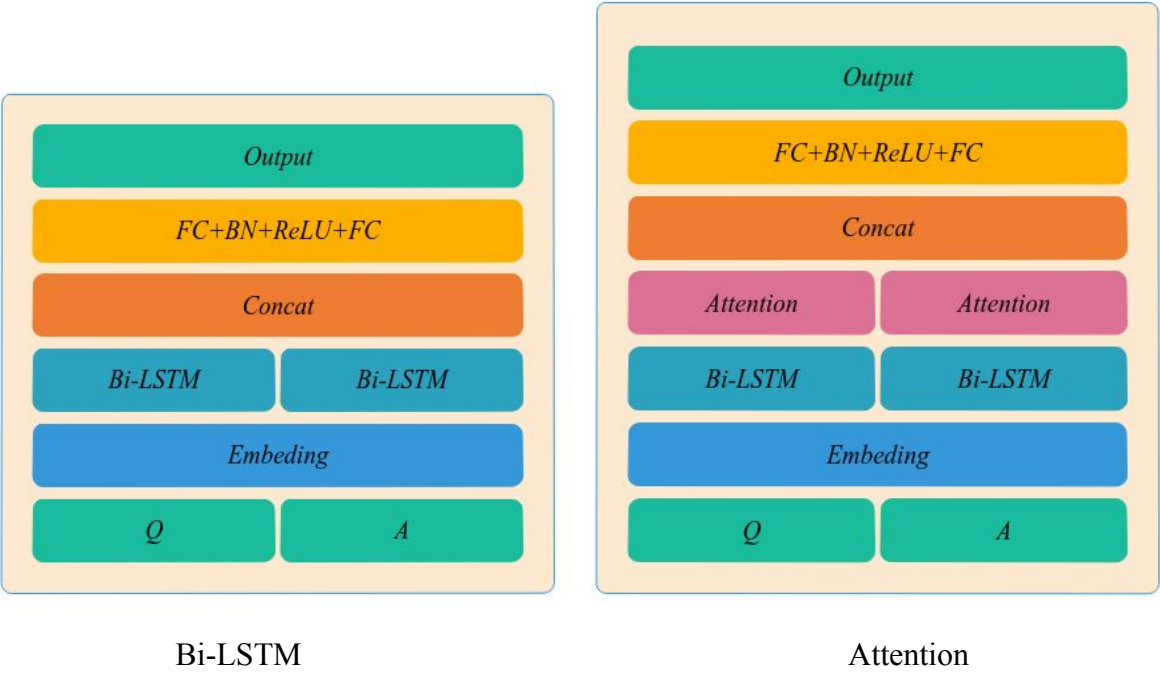 Output
FC+BN+ReLU+FC
Concat
Bi-LSTM Bi-LSTM
Embeding
Q A
Bi-LSTM
Output
FC+BN+ReLU+FC
Concat
Attention Attention
Bi-LSTM Bi-LSTM
Embeding
Q A
Attention